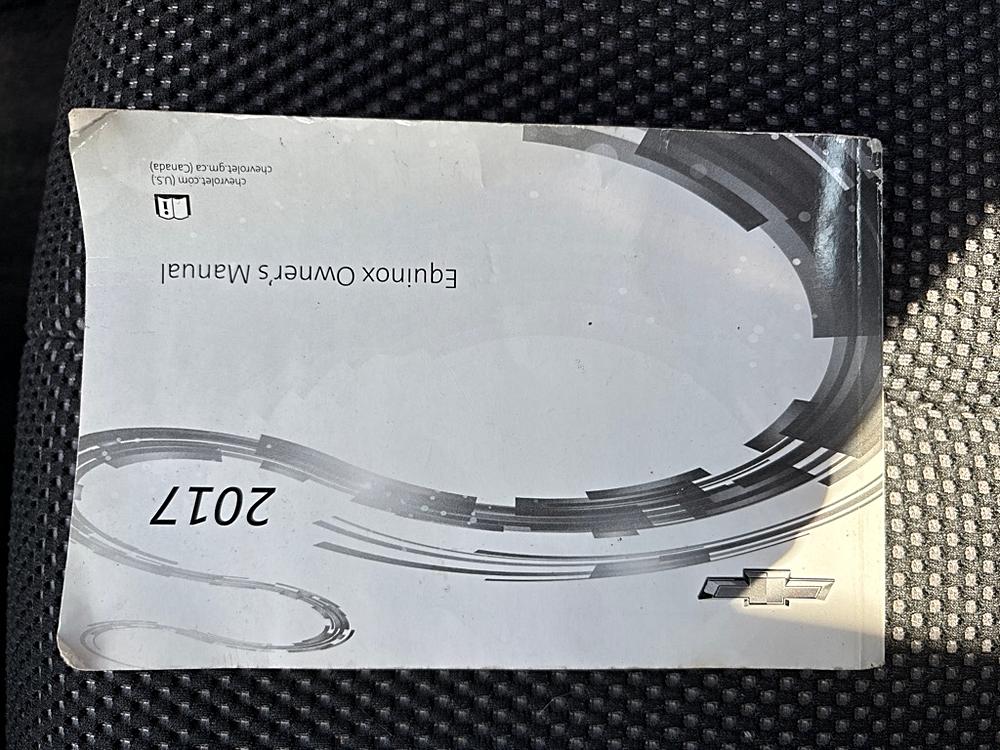 2017
Equinox Owner's Manual
chevrolet.com (U.S.)
chevrolet.gm.ca (Canada)